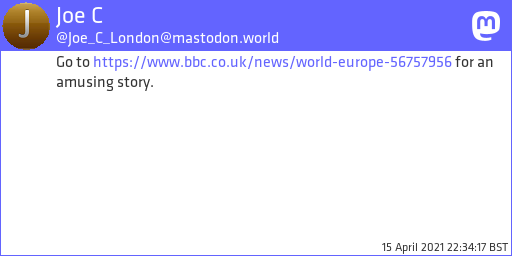 J
Joe C
@Joe_C_London@mastodon.world
m
Go to https://www.bbc.co.uk/news/world-europe-56757956 for an
amusing story.
15 April 2021 22:34:17 BST